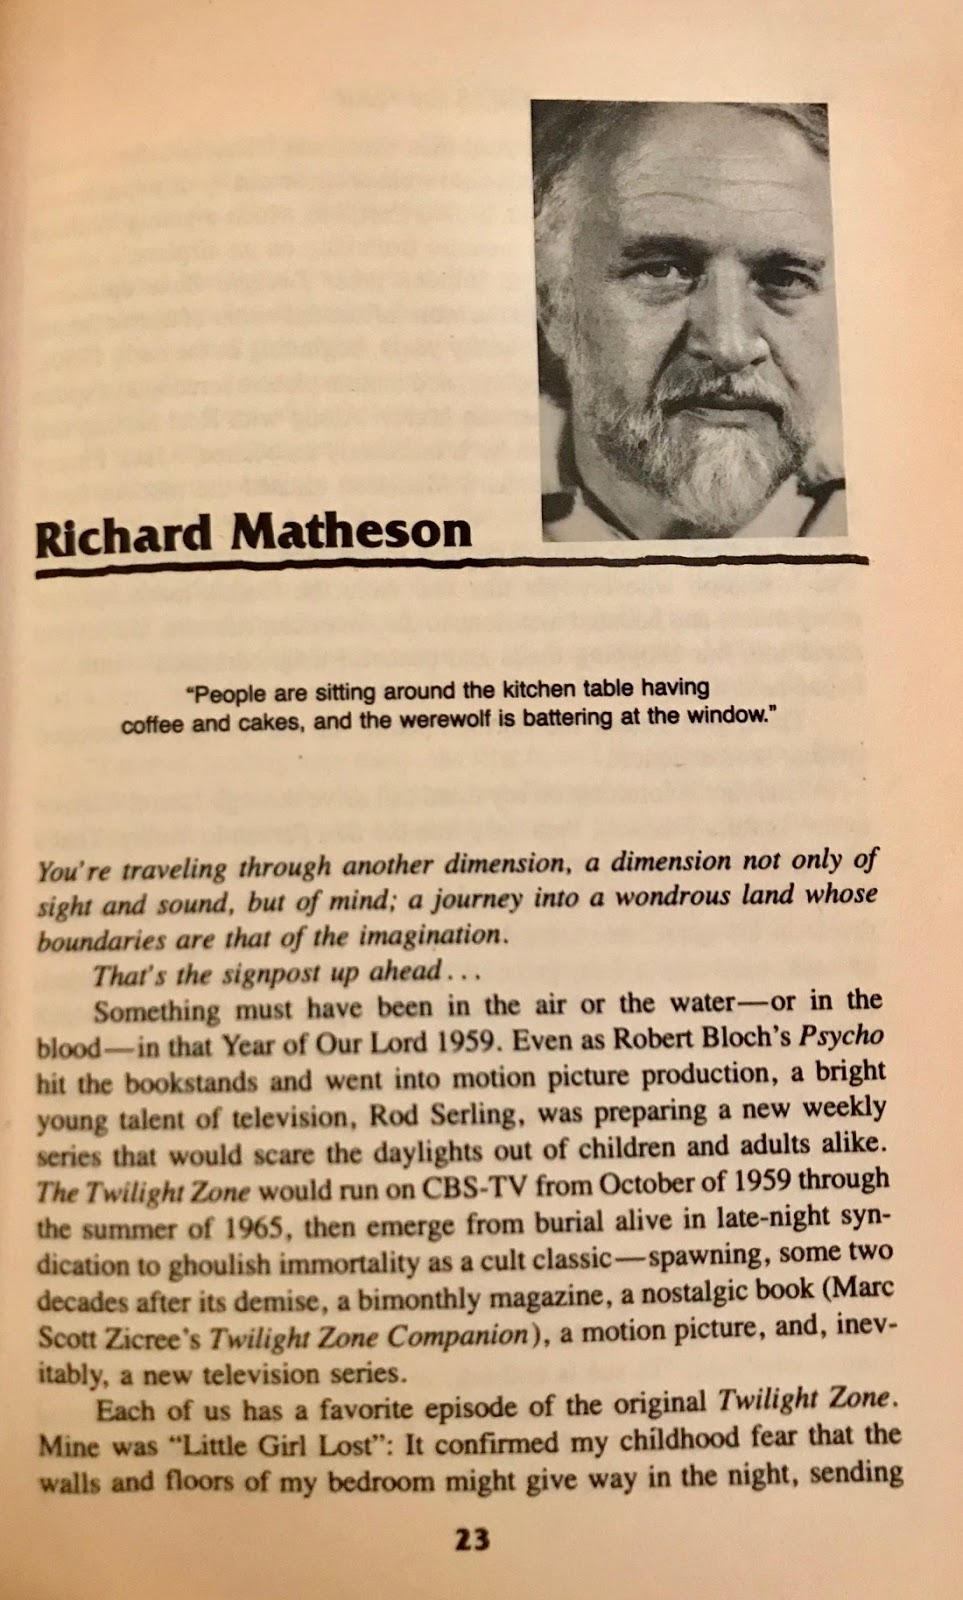 Richard Matheson
“People are sitting around the kitchen table having
coffee and cakes, and the werewolf is battering at the window.”
You're traveling through another dimension, a dimension not only of
sight and sound, but of mind; a journey into a wondrous land whose
boundaries are that of the imagination.
That's the signpost up ahead . . .
Something must have been in the air or the water—or in the
blood—in that Year of Our Lord 1959. Even as Robert Bloch's Psycho
hit the bookstands and went into motion picture production, a bright
young talent of television, Rod Serling, was preparing a new weekly
series that would scare the daylights out of children and adults alike.
The Twilight Zone would run on CBS-TV from October of 1959 through
the summer of 1965, then emerge from burial alive in late-night syn-
dication to ghoulish immortality as a cult classic—spawning, some two
decades after its demise, a bimonthly magazine, a nostalgic book (Marc
Scott Zicree's Twilight Zone Companion), a motion picture, and, inev-
itably, a new television series.
Each of us has a favorite episode of the original Twilight Zone.
Mine was “Little Girl Lost”: It confirmed my childhood fear that the
walls and floors of my bedroom might give way in the night, sending
23